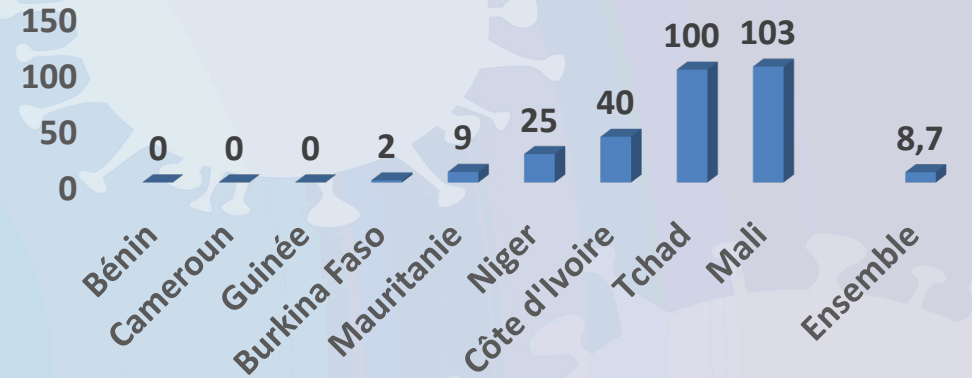 150
100
50
0
0
0
0
2
9
25
40
100
103
8,7
Bénin
Cameroun
Guinée
Burkina Faso
Mauritanie
Niger
Côte d'Ivoire
Tchad
Mali
Ensemble